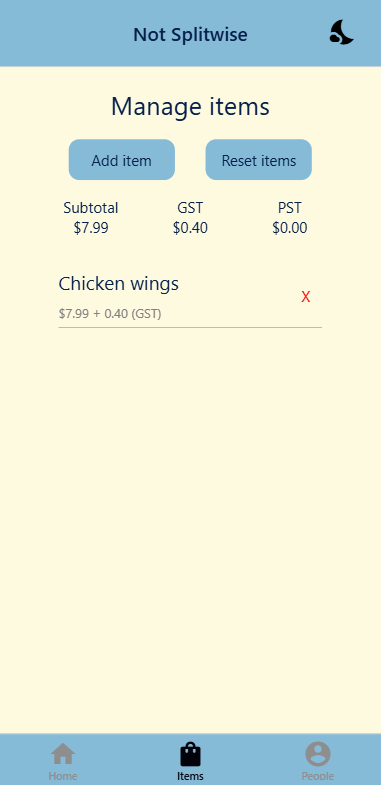 Not Splitwise
Manage items
Add item
Reset items
Subtotal
GST
PST
$7.99
$0.40
$0.00
Chicken wings
$7.99 + 0.40 (GST)
X
Home
Items
People